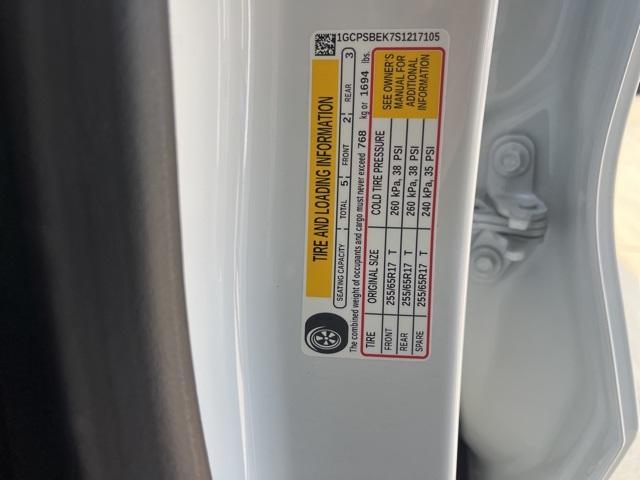 1GCPSBEK7S1217105
TIRE AND LOADING INFORMATION
SEATING CAPACITY TOTAL 5 FRONT 2 REAR 3
The combined weight of occupants and cargo must never exceed 768 kg or 1694 lbs.
TIRE ORIGINAL SIZE COLD TIRE PRESSURE
FRONT 255/65R17 T 260 kPa, 38 PSI
REAR 255/65R17 T 260 kPa, 38 PSI
SPARE 255/65R17 T 240 kPa, 35 PSI
SEE OWNER'S
MANUAL FOR
ADDITIONAL
INFORMATION